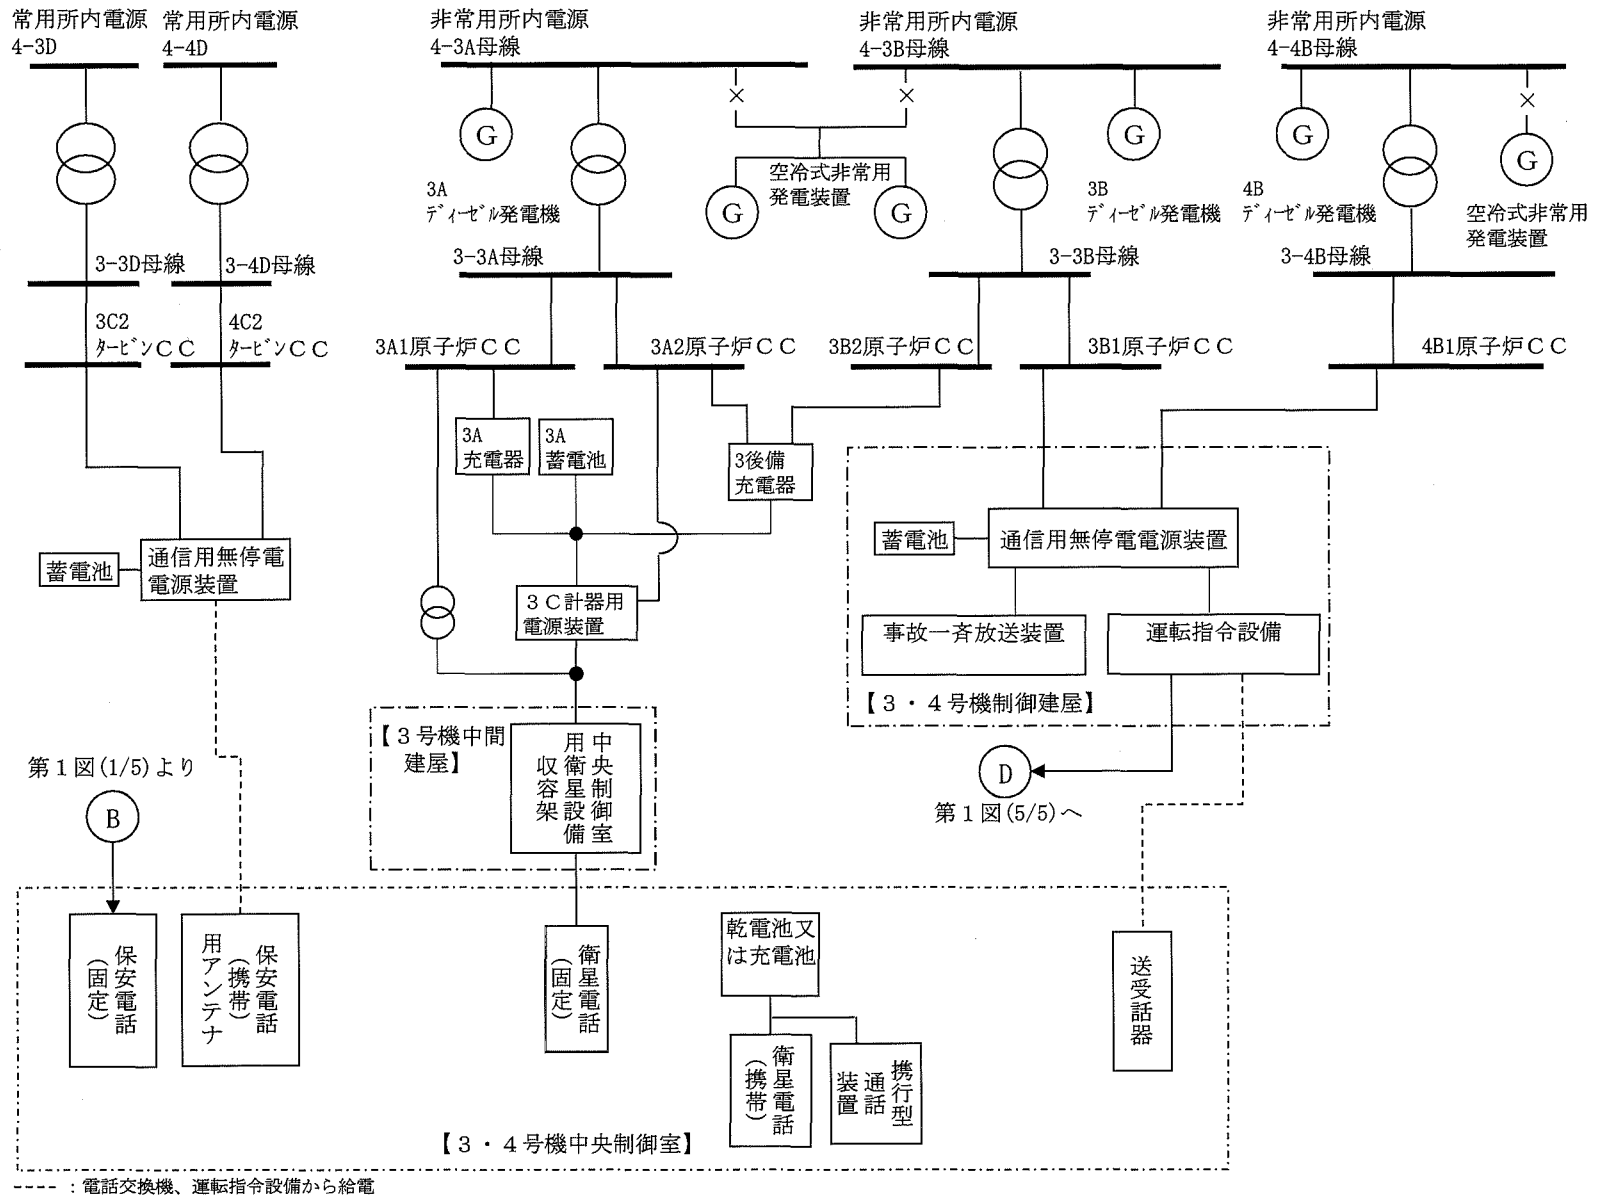 常用所内電源
4-3D
常用所内電源
4-4D
非常用所内電源
4-3A母線
非常用所内電源
4-3B母線
非常用所内電源
4-4B母線
×
×
×
G
G
G
G
G
G
空冷式非常用
発電装置
3A
ﾃﾞｨｰｾﾞﾙ発電機
3B
ﾃﾞｨｰｾﾞﾙ発電機
4B
ﾃﾞｨｰｾﾞﾙ発電機
空冷式非常用
発電装置
3-3D母線
3-4D母線
3-3A母線
3-3B母線
3-4B母線
3C2
ﾀｰﾋﾞﾝＣＣ
4C2
ﾀｰﾋﾞﾝＣＣ
3A1原子炉ＣＣ
3A2原子炉ＣＣ
3B2原子炉ＣＣ
3B1原子炉ＣＣ
4B1原子炉ＣＣ
3A
充電器
3A
蓄電池
3後備
充電器
蓄電池
通信用無停電
電源装置
３Ｃ計器用
電源装置
蓄電池
通信用無停電電源装置
事故一斉放送装置
運転指令設備
【３・４号機制御建屋】
【３号機中間
建屋】
中央制御室
用衛星設備
収容架
第１図(1/5)より
B
D
第１図(5/5)へ
保安電話
(固定)
保安電話
(携帯)
用アンテナ
衛星電話
(固定)
乾電池又
は充電池
衛星電話
(携帯)
携行型
通話
装置
送受話器
【３・４号機中央制御室】
----- ：電話交換機、運転指令設備から給電